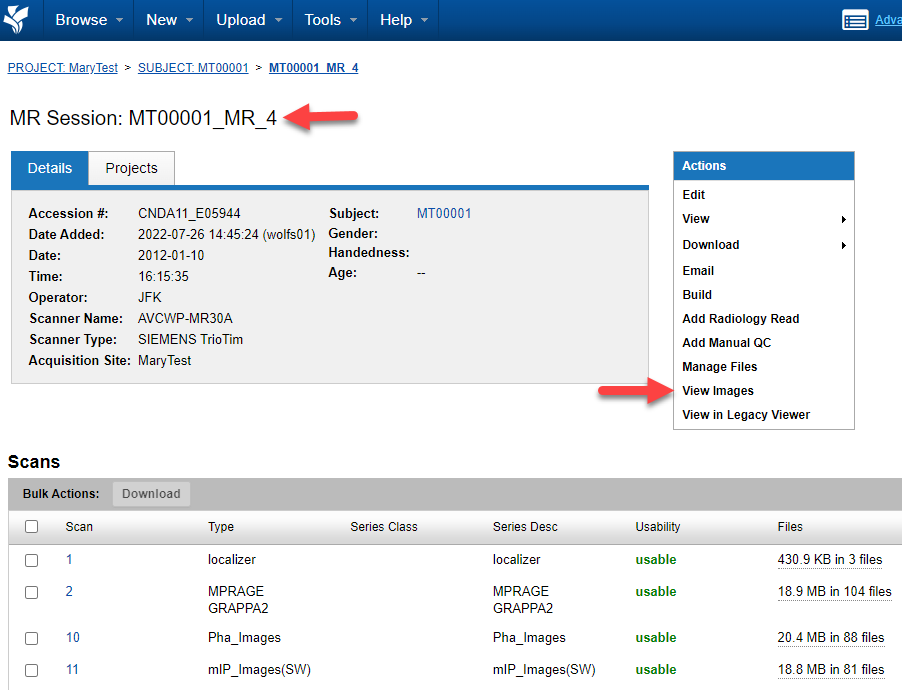 Browse New Upload Tools Help Adva
PROJECT: MaryTest > SUBJECT: MT00001 > MT00001_MR_4
MR Session: MT00001_MR_4
Details Projects
Accession #: CNDA11_E05944
Date Added: 2022-07-26 14:45:24 (wolfs01)
Date: 2012-01-10
Time: 16:15:35
Operator: JFK
Scanner Name: AVCWP-MR30A
Scanner Type: SIEMENS TrioTim
Acquisition Site: MaryTest
Subject: MT00001
Gender:
Handedness:
Age: --
Actions
Edit
View
Download
Email
Build
Add Radiology Read
Add Manual QC
Manage Files
View Images
View in Legacy Viewer
Scans
Bulk Actions: Download
Scan Type Series Class Series Desc Usability Files
1 localizer localizer usable 430.9 KB in 3 files
2 MPRAGE MPRAGE usable 18.9 MB in 104 files
GRAPPA2 GRAPPA2
10 Pha_Images Pha_Images usable 20.4 MB in 88 files
11 mIP_Images(SW) mIP_Images(SW) usable 18.8 MB in 81 files